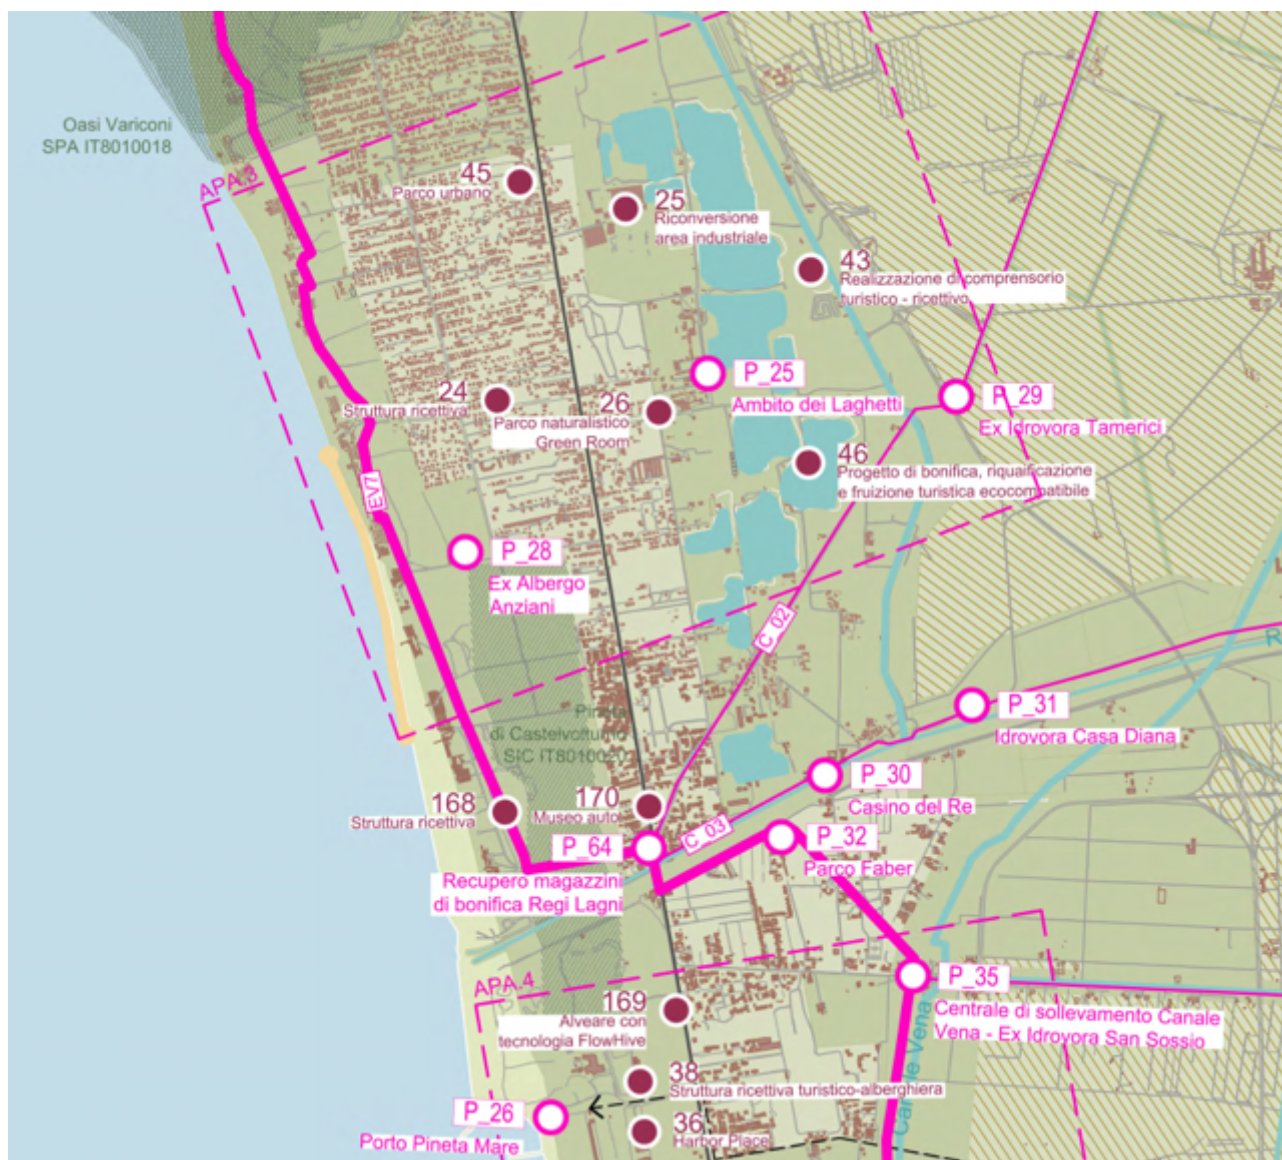 Oasi Variconi
SPA IT8010018
APA.3
45
Parco urbano
25
Riconversione
area industriale
43
Realizzazione di comprensorio
turistico - ricettivo
24
Struttura ricettiva
26
Parco naturalistico
Green Room
P_25
Ambito dei Laghetti
P_29
Ex Idrovora Tamerici
46
Progetto di bonifica, riqualificazione
e fruizione turistica ecocompatibile
EV7
P_28
Ex Albergo
Anziani
C_02
R
P_31
Idrovora Casa Diana
Pineta
di Castelvolturno
SIC IT8010020
P_30
Casino del Re
168
Struttura ricettiva
170
Museo auto
C_03
P_64
Recupero magazzini
di bonifica Regi Lagni
P_32
Parco Faber
APA.4
P_35
Centrale di sollevamento Canale
Vena - Ex Idrovora San Sossio
169
Alveare con
tecnologia FlowHive
Canale Vena
38
Struttura ricettiva turistico-alberghiera
P_26
Porto Pineta Mare
36
Harbor Place